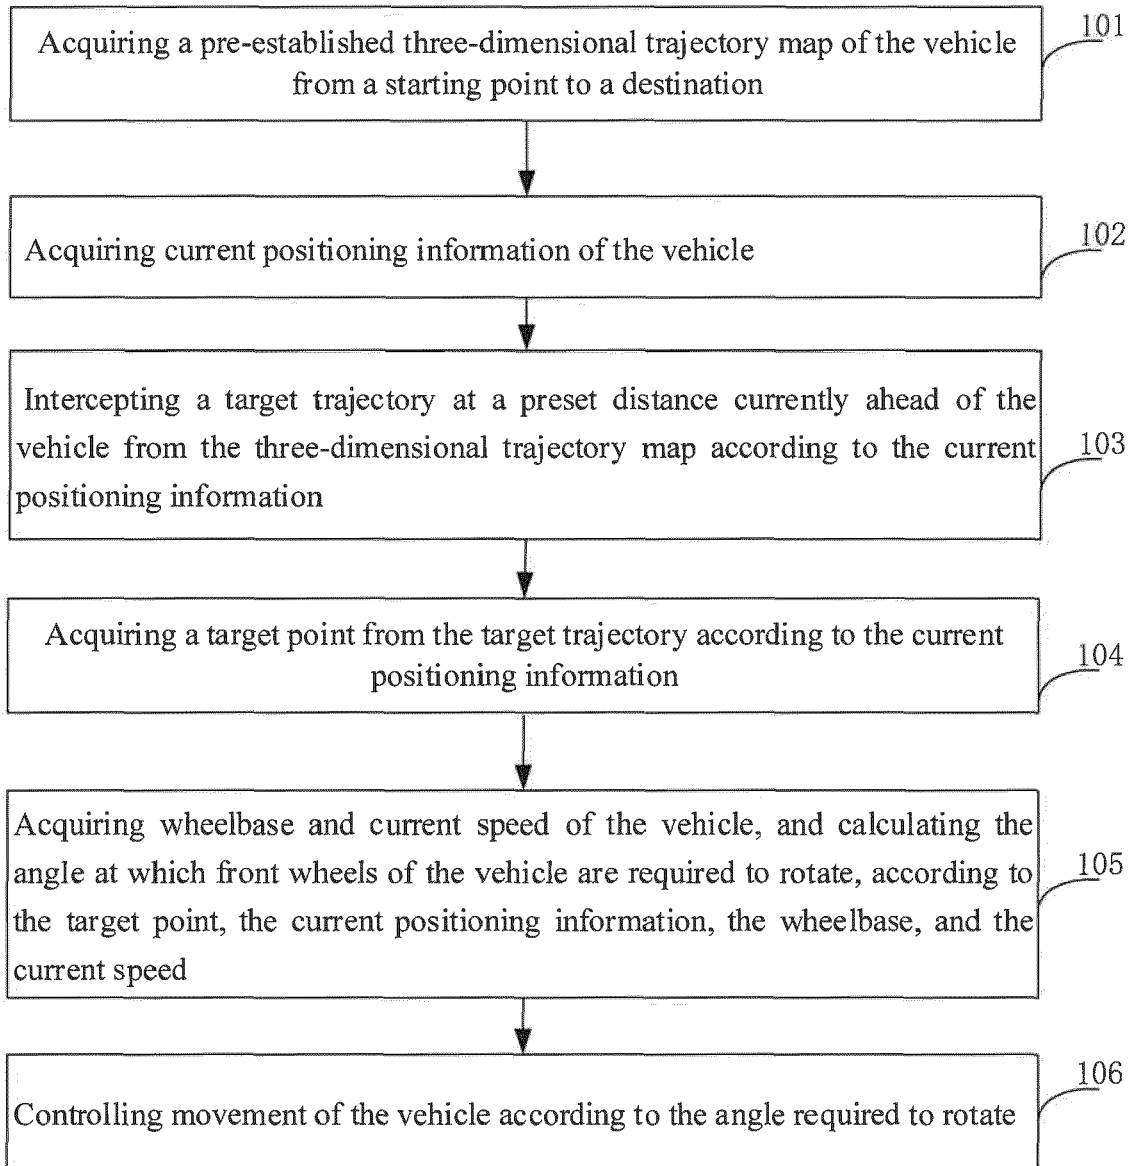 Acquiring a pre-established three-dimensional trajectory map of the vehicle
from a starting point to a destination
101
Acquiring current positioning information of the vehicle
102
Intercepting a target trajectory at a preset distance currently ahead of the
vehicle from the three-dimensional trajectory map according to the current
positioning information
103
Acquiring a target point from the target trajectory according to the current
positioning information
104
Acquiring wheelbase and current speed of the vehicle, and calculating the
angle at which front wheels of the vehicle are required to rotate, according to
the target point, the current positioning information, the wheelbase, and the
current speed
105
Controlling movement of the vehicle according to the angle required to rotate
106